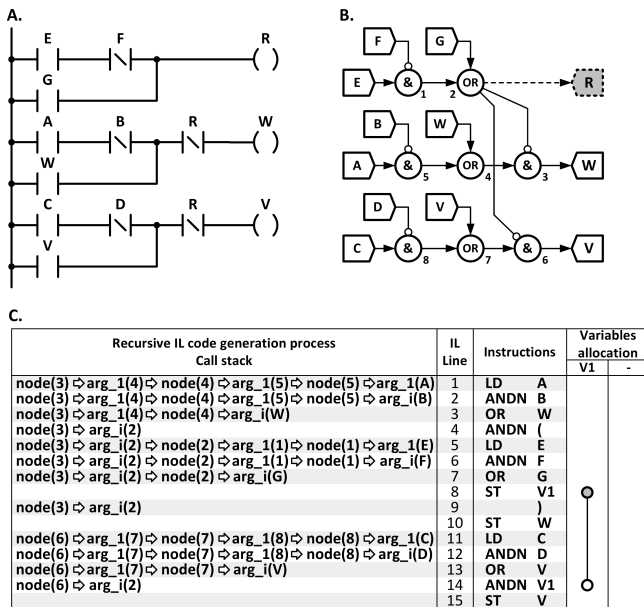 A.
E F R
G
A B R W
W
C D R V
V
B.
F G
E & 1 2 OR R
B W
A & 5 OR 4 & 3 W
D V
C & 8 OR 7 & 6 V
C.
Recursive IL code generation process
Call stack
IL
Line
Instructions
Variables
allocation
V1 -
node(3) ⇨ arg_1(4) ⇨ node(4) ⇨ arg_1(5) ⇨ node(5) ⇨ arg_1(A) 1 LD A
node(3) ⇨ arg_1(4) ⇨ node(4) ⇨ arg_1(5) ⇨ node(5) ⇨ arg_i(B) 2 ANDN B
node(3) ⇨ arg_1(4) ⇨ node(4) ⇨ arg_i(W) 3 OR W
node(3) ⇨ arg_i(2) 4 ANDN (
node(3) ⇨ arg_i(2) ⇨ node(2) ⇨ arg_1(1) ⇨ node(1) ⇨ arg_1(E) 5 LD E
node(3) ⇨ arg_i(2) ⇨ node(2) ⇨ arg_1(1) ⇨ node(1) ⇨ arg_i(F) 6 ANDN F
node(3) ⇨ arg_i(2) ⇨ node(2) ⇨ arg_i(G) 7 OR G
8 ST V1
node(3) ⇨ arg_i(2) 9 )
10 ST W
node(6) ⇨ arg_1(7) ⇨ node(7) ⇨ arg_1(8) ⇨ node(8) ⇨ arg_1(C) 11 LD C
node(6) ⇨ arg_1(7) ⇨ node(7) ⇨ arg_1(8) ⇨ node(8) ⇨ arg_i(D) 12 ANDN D
node(6) ⇨ arg_1(7) ⇨ node(7) ⇨ arg_i(V) 13 OR V
node(6) ⇨ arg_i(2) 14 ANDN V1
15 ST V